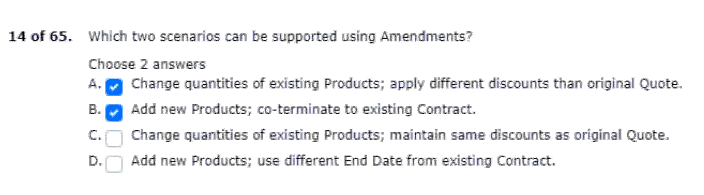 14 of 65. Which two scenarios can be supported using Amendments?
Choose 2 answers
A. Change quantities of existing Products; apply different discounts than original Quote.
B. Add new Products; co-terminate to existing Contract.
C. Change quantities of existing Products; maintain same discounts as original Quote.
D. Add new Products; use different End Date from existing Contract.